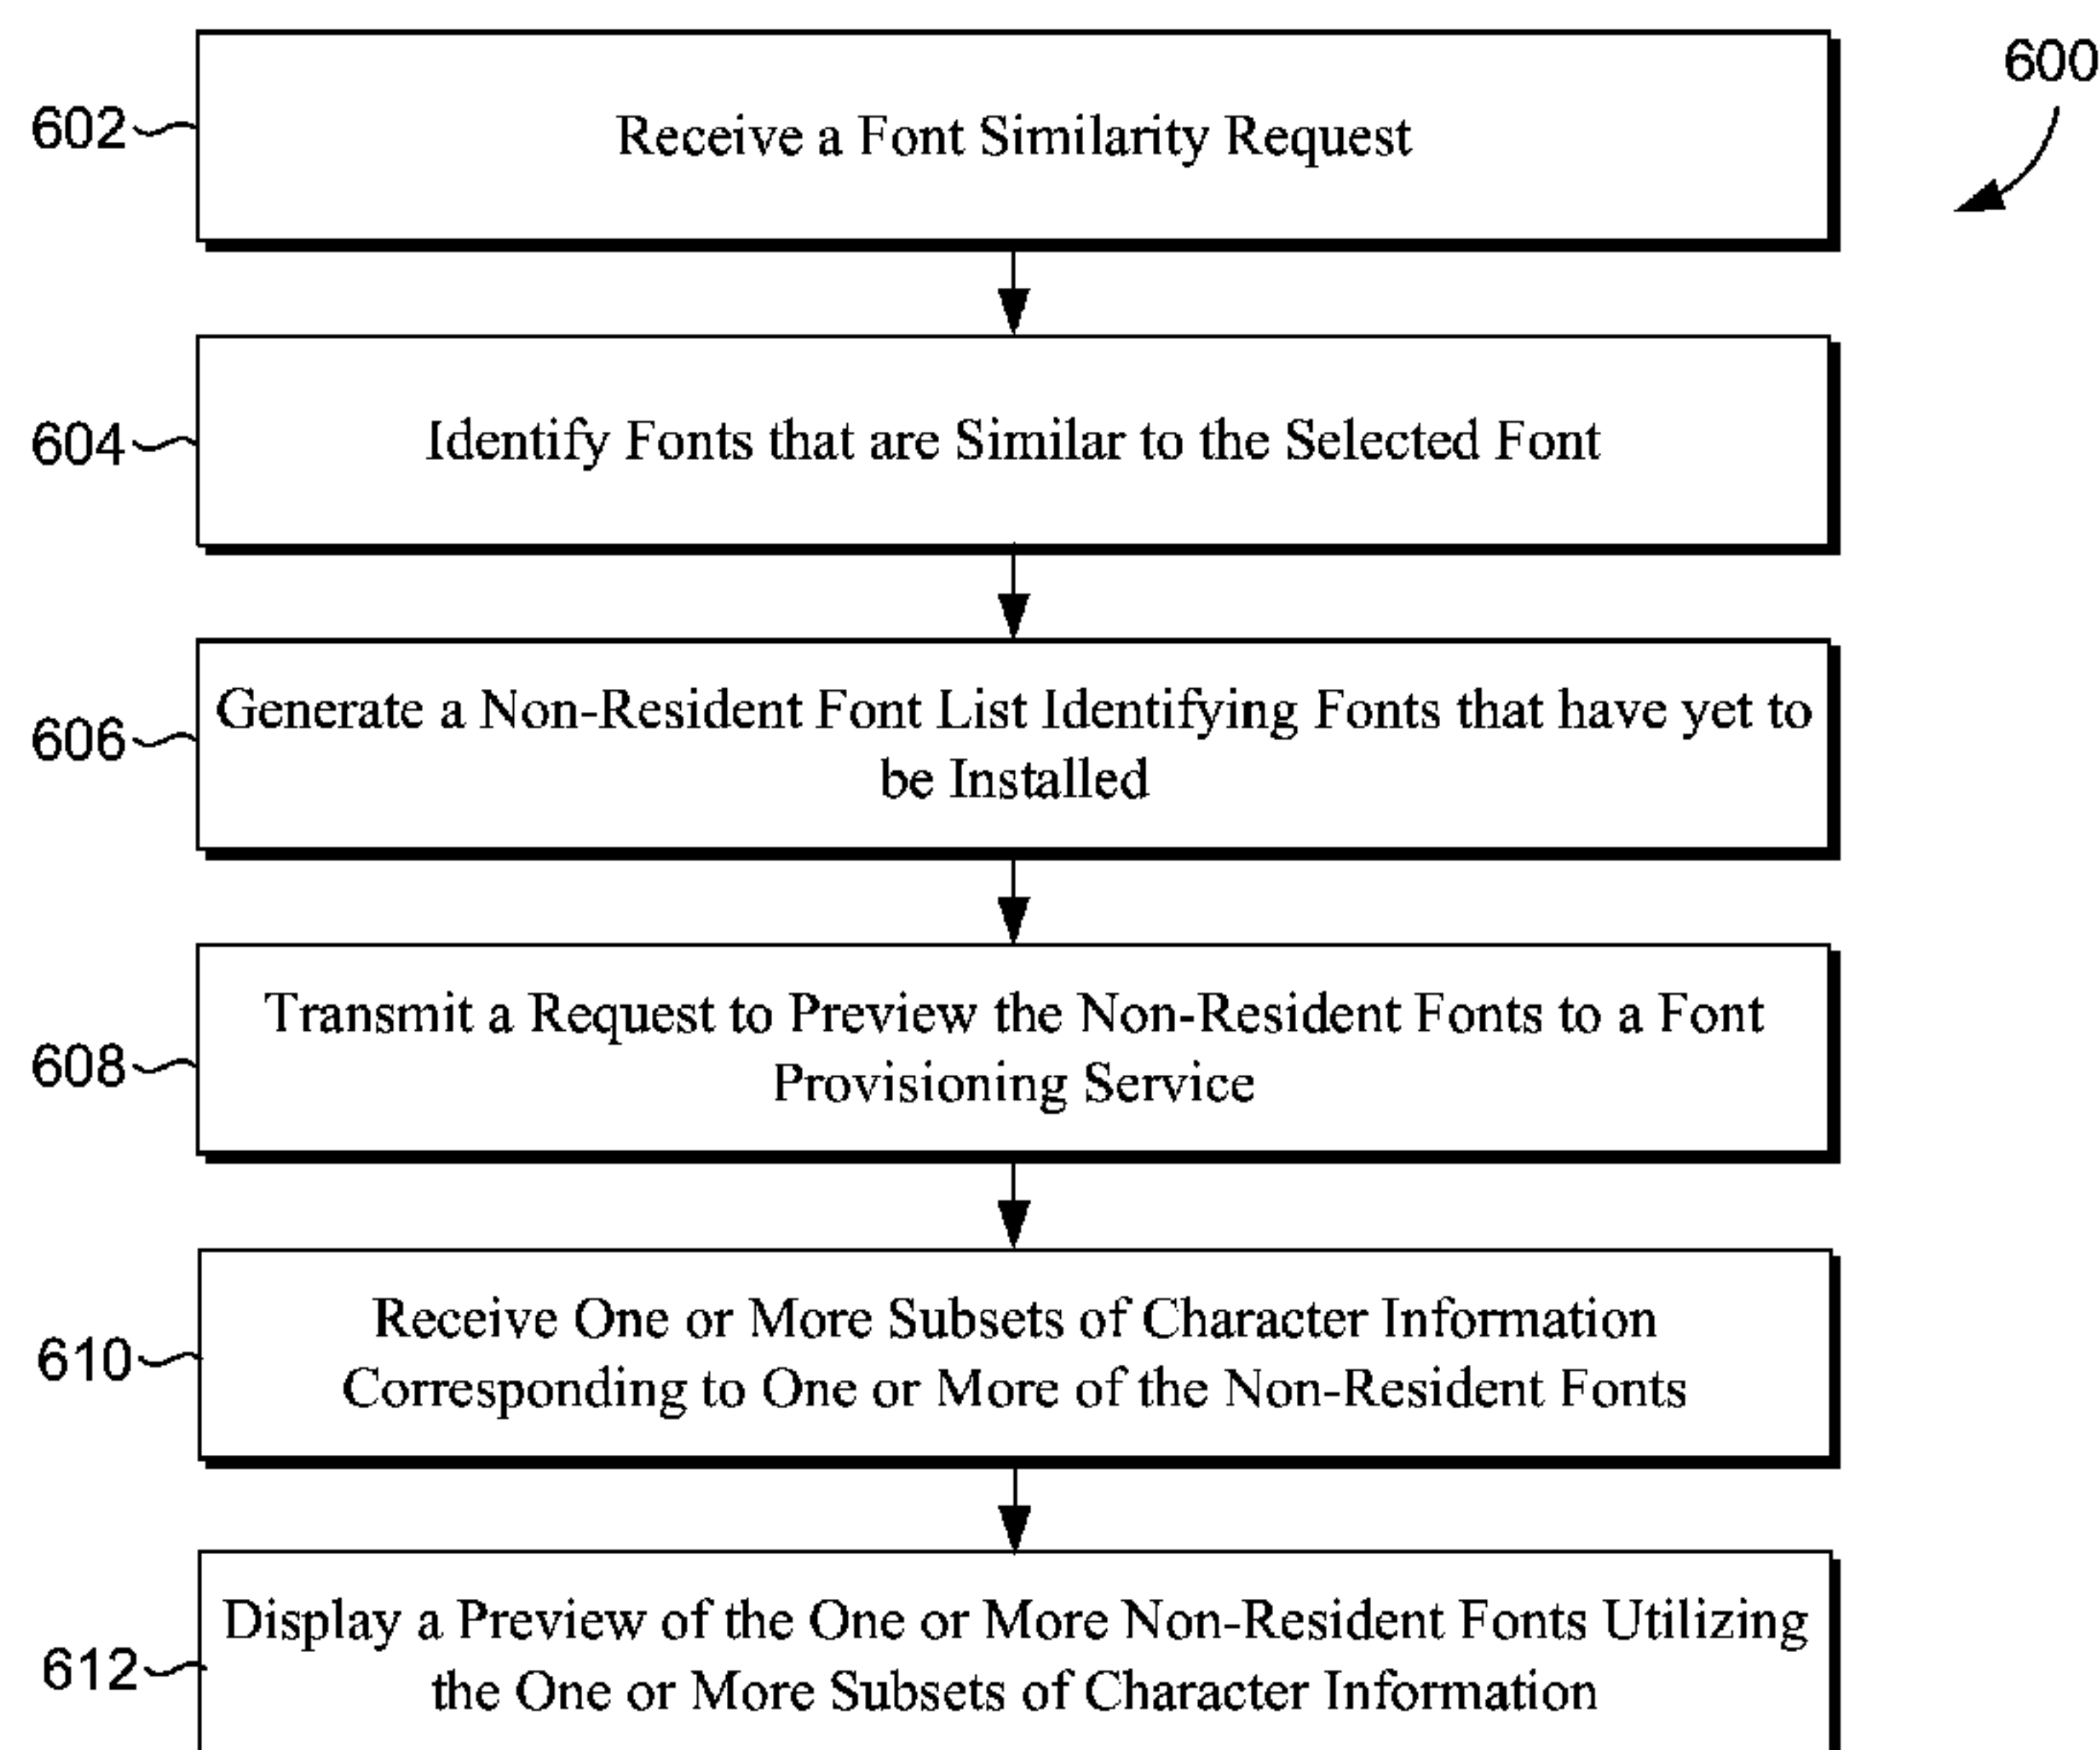 600
602
Receive a Font Similarity Request
604
Identify Fonts that are Similar to the Selected Font
606
Generate a Non-Resident Font List Identifying Fonts that have yet to
be Installed
608
Transmit a Request to Preview the Non-Resident Fonts to a Font
Provisioning Service
610
Receive One or More Subsets of Character Information
Corresponding to One or More of the Non-Resident Fonts
612
Display a Preview of the One or More Non-Resident Fonts Utilizing
the One or More Subsets of Character Information